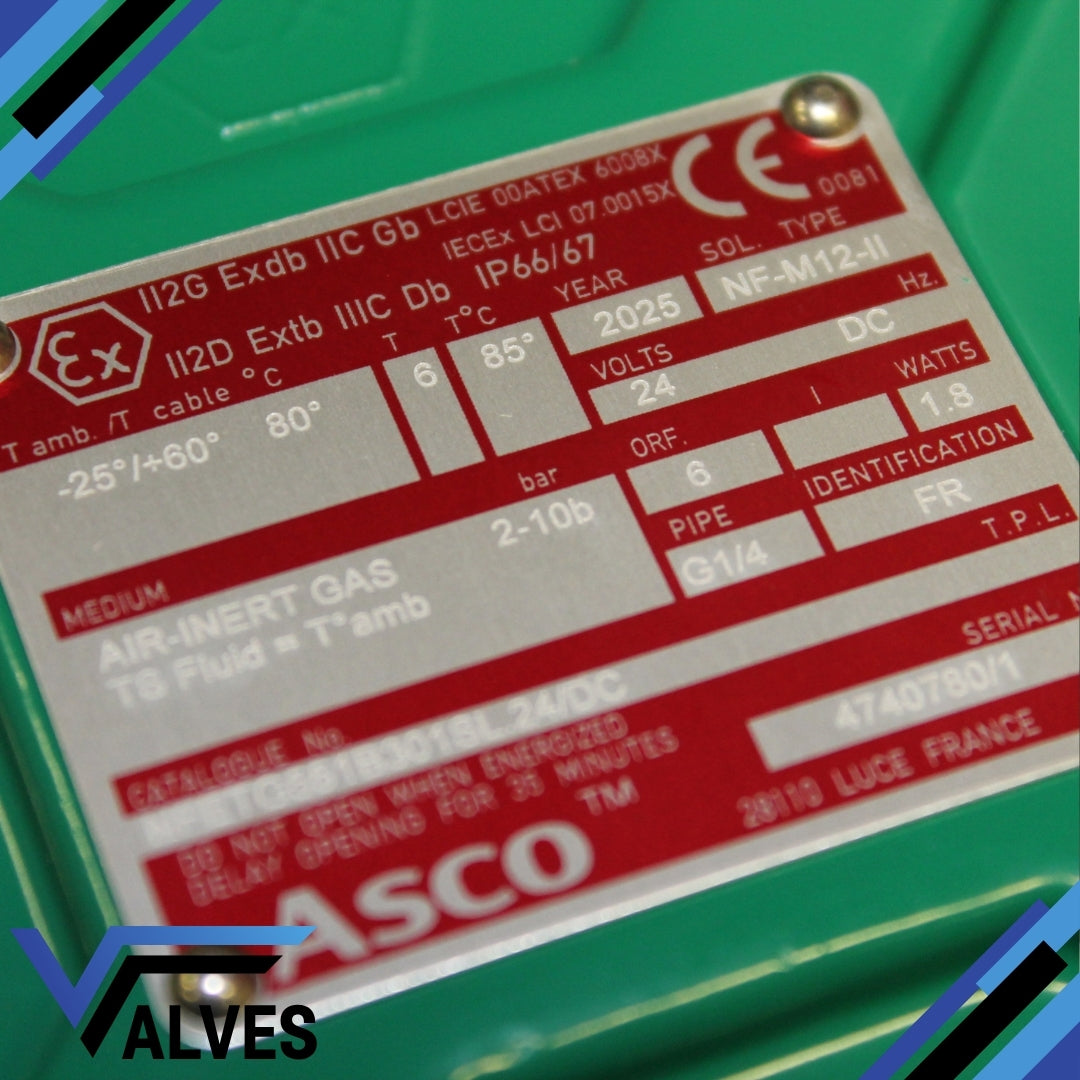 II2G Exdb IIC Gb LCIE 00ATEX 6008X CE 0081
IECEx LCI 07.0015X
Ex II2D Extb IIIC Db IP66/67
T amb./T cable °C T T°C YEAR SOL. TYPE
-25°/+60° 80° 6 85° 2025 NF-M12-II
VOLTS Hz.
24 DC
ORF. I WATTS
6 1.8
bar PIPE IDENTIFICATION
2-10b G1/4 FR
MEDIUM T.P.L.
AIR-INERT GAS
TS Fluid = T°amb
CATALOGUE No. SERIAL
4740780/1
DO NOT OPEN WHEN ENERGIZED
DELAY OPENING FOR 35 MINUTES
ASCO TM 28110 LUCE FRANCE
VALVES